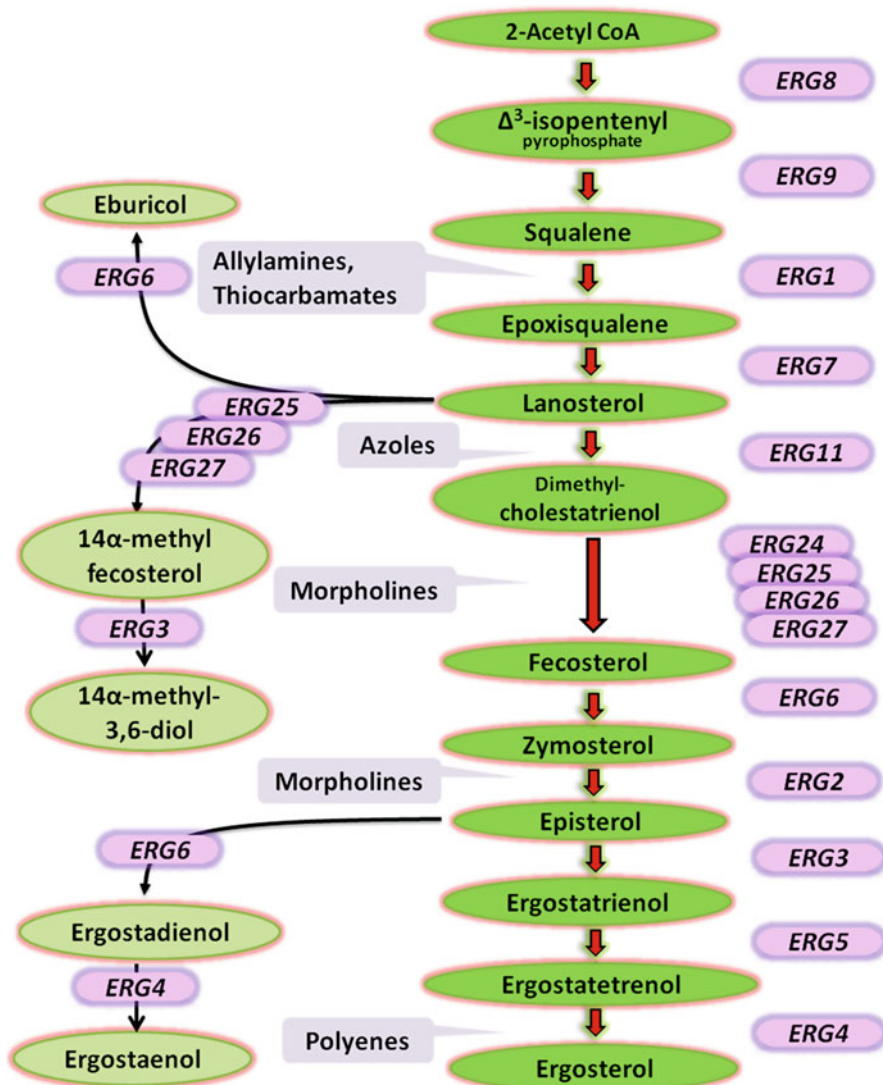 2-Acetyl CoA
ERG8
Δ³-isopentenyl
pyrophosphate
ERG9
Eburicol
Squalene
ERG6
Allylamines,
Thiocarbamates
ERG1
Epoxisqualene
ERG7
ERG25
Lanosterol
ERG26
Azoles
ERG11
ERG27
Dimethyl-
cholestatrienol
14α-methyl
fecosterol
ERG24
ERG25
Morpholines
ERG26
ERG3
ERG27
Fecosterol
14α-methyl-
3,6-diol
ERG6
Zymosterol
Morpholines
ERG2
Episterol
ERG6
ERG3
Ergostatrienol
Ergostadienol
ERG5
ERG4
Ergostatetrenol
Polyenes
ERG4
Ergostaenol
Ergosterol